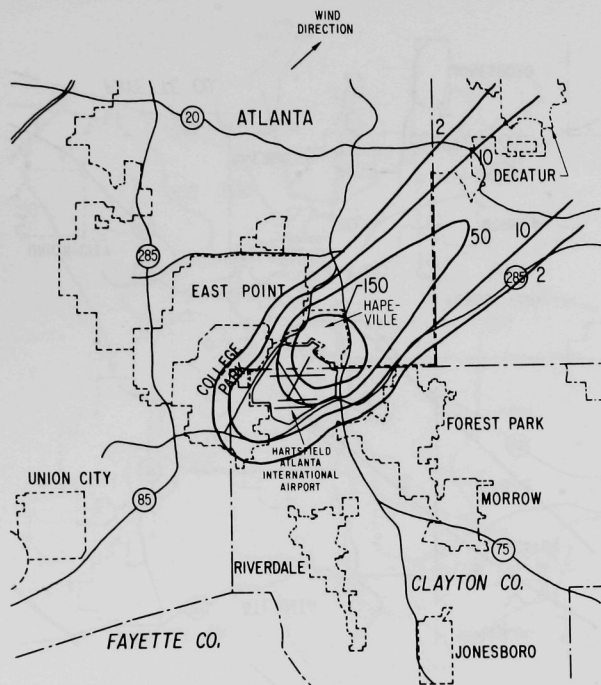 WIND
DIRECTION
20
ATLANTA
2
10
DECATUR
50
10
285
285
2
EAST POINT
150
HAPE-
VILLE
COLLEGE
PARK
FOREST PARK
HARTSFIELD
ATLANTA
INTERNATIONAL
AIRPORT
UNION CITY
85
MORROW
75
RIVERDALE
CLAYTON CO.
FAYETTE CO.
JONESBORO